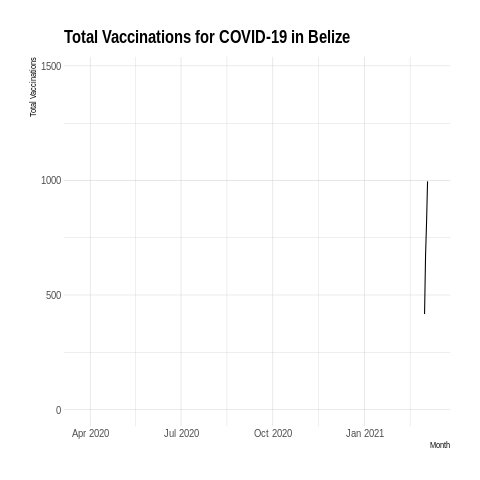 Total Vaccinations for COVID-19 in Belize
Total Vaccinations
1500
1000
500
0
Apr 2020 Jul 2020 Oct 2020 Jan 2021
Month